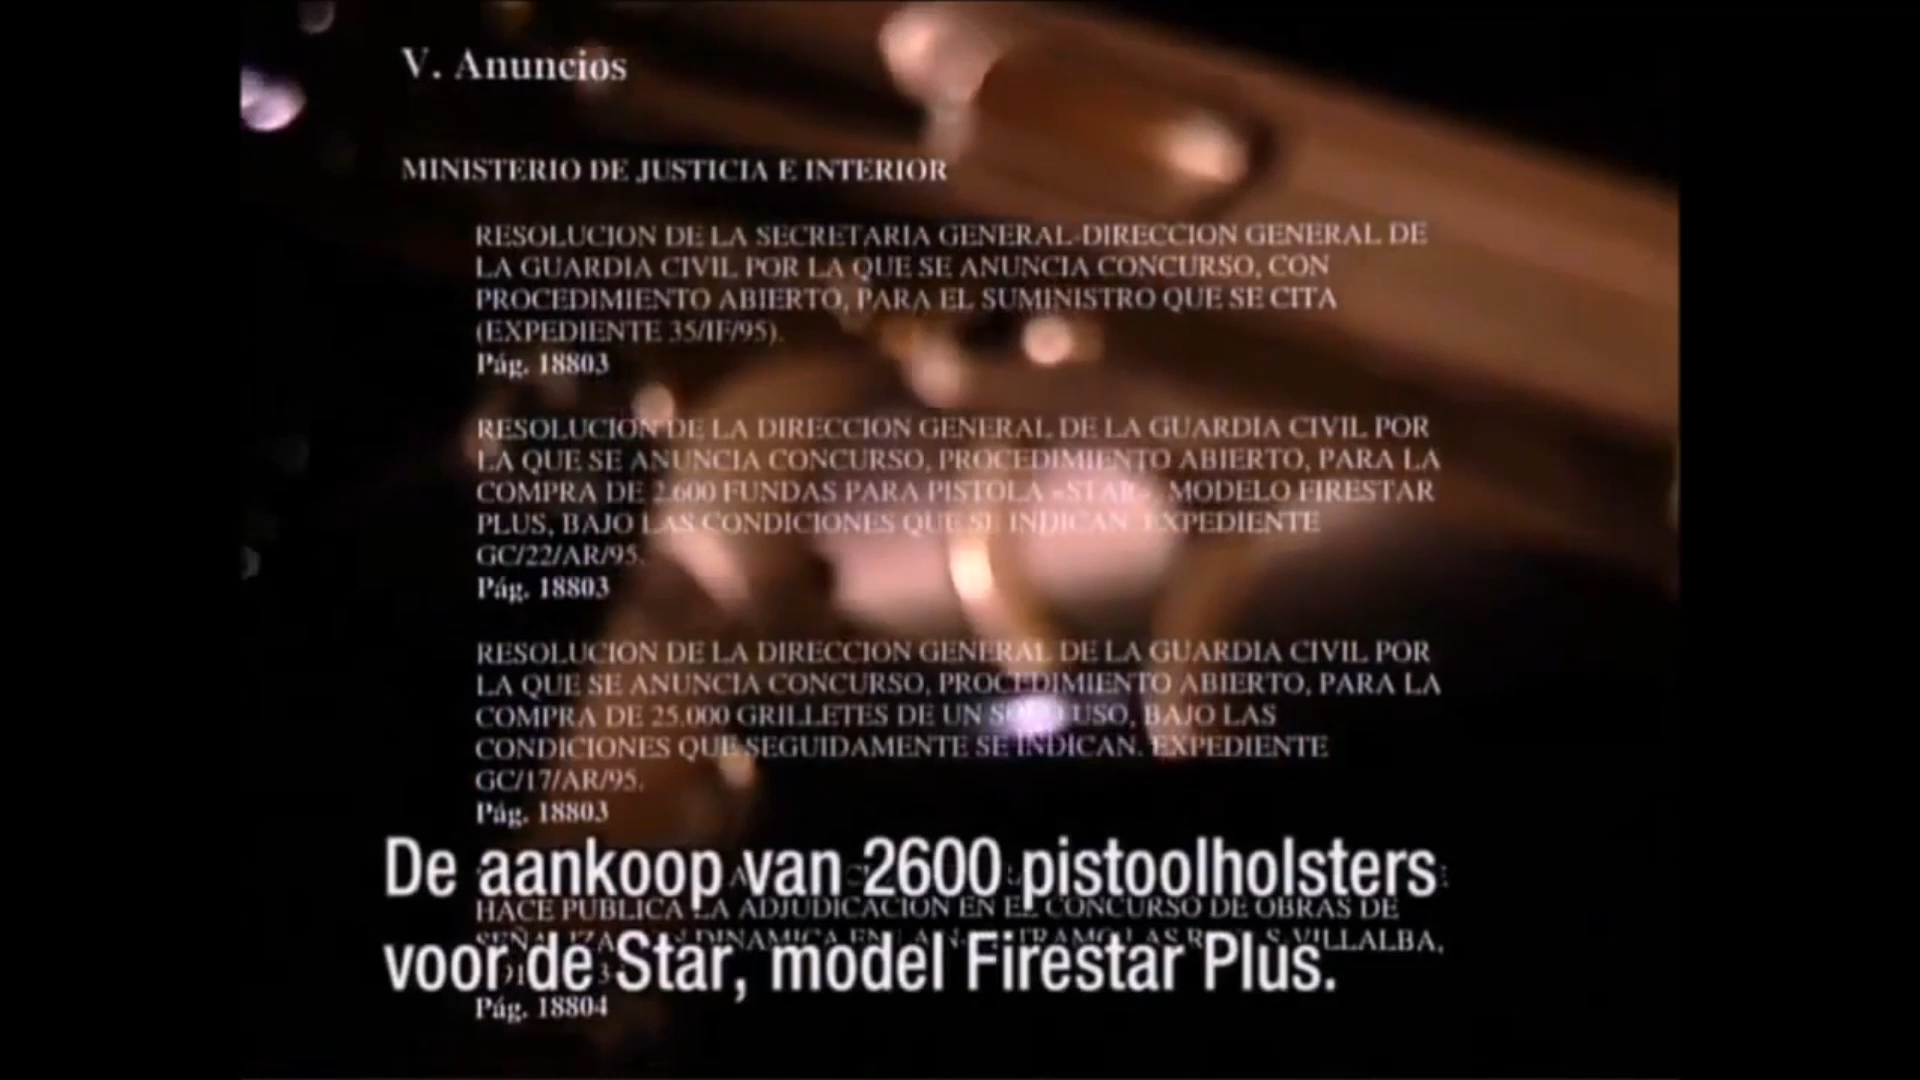 V. Anuncios
MINISTERIO DE JUSTICIA E INTERIOR
RESOLUCION DE LA SECRETARIA GENERAL-DIRECCION GENERAL DE
LA GUARDIA CIVIL POR LA QUE SE ANUNCIA CONCURSO, CON
PROCEDIMIENTO ABIERTO, PARA EL SUMINISTRO QUE SE CITA
(EXPEDIENTE 35/IF/95).
Pág. 18803
RESOLUCION DE LA DIRECCION GENERAL DE LA GUARDIA CIVIL POR
LA QUE SE ANUNCIA CONCURSO, PROCEDIMIENTO ABIERTO, PARA LA
COMPRA DE 2.600 FUNDAS PARA PISTOLA «STAR», MODELO FIRESTAR
PLUS, BAJO LAS CONDICIONES QUE SE INDICAN. EXPEDIENTE
GC/22/AR/95.
Pág. 18803
RESOLUCION DE LA DIRECCION GENERAL DE LA GUARDIA CIVIL POR
LA QUE SE ANUNCIA CONCURSO, PROCEDIMIENTO ABIERTO, PARA LA
COMPRA DE 25.000 GRILLETES DE UN SOLO USO, BAJO LAS
CONDICIONES QUE SEGUIDAMENTE SE INDICAN. EXPEDIENTE
GC/17/AR/95.
Pág. 18803
De aankoop van 2600 pistoolholsters
HACE PUBLICA LA ADJUDICACION EN EL CONCURSO DE OBRAS DE
VILLALBA,
voor de Star, model Firestar Plus.
Pág. 18804